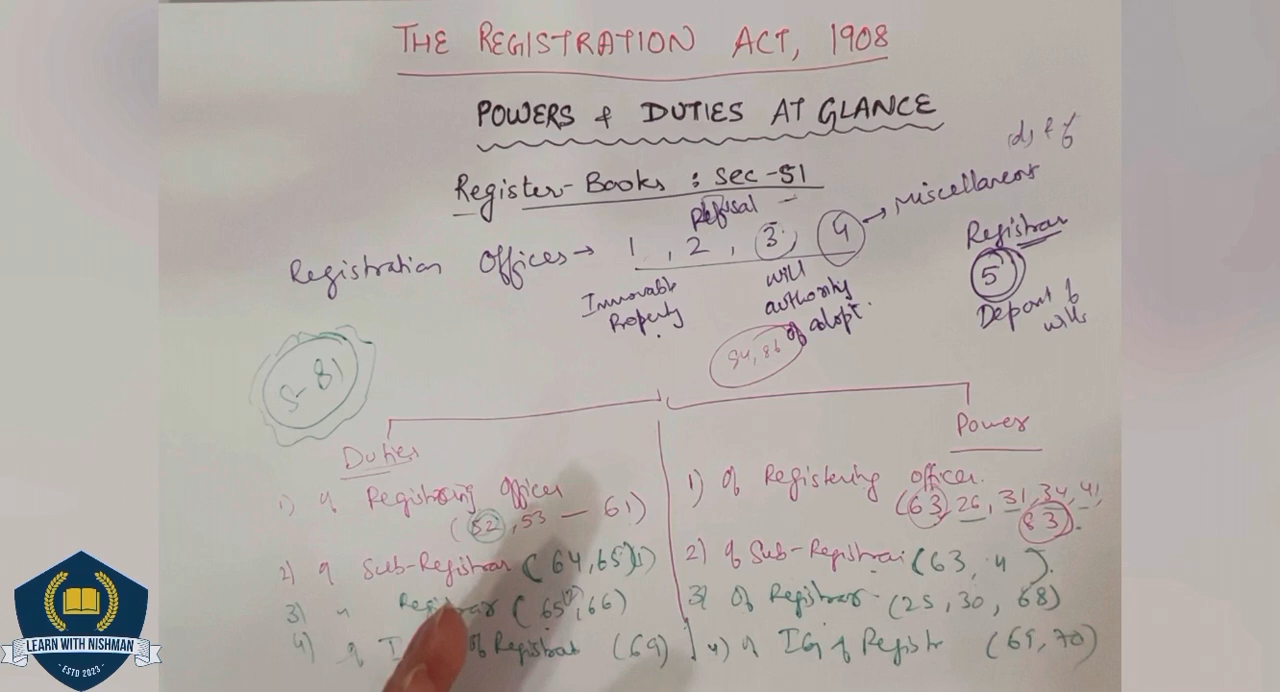 THE REGISTRATION ACT, 1908
POWERS & DUTIES AT GLANCE
(d) &
Register-Books : Sec-51
Refusal
Miscellaneous
Registration Offices → 1, 2, 3, 4
Registrar
5
Immovable Property
will authority of adopt.
Deposit of wills
S-81
Duties
Power
1) of Registering Officer
(52, 53 — 61)
1) Of Registering officer.
(63, 26, 31, 34, 41,
83)
2) of Sub-Registrar (64, 65(1))
2) of Sub-Registrar (63, 4).
3) " Registrar (65(2), 66)
3) Of Registrar (25, 30, 68)
4) of of Registrar (69)
4) of IG of Registr (69, 70)
LEARN WITH NISHMAN
ESTD 2023